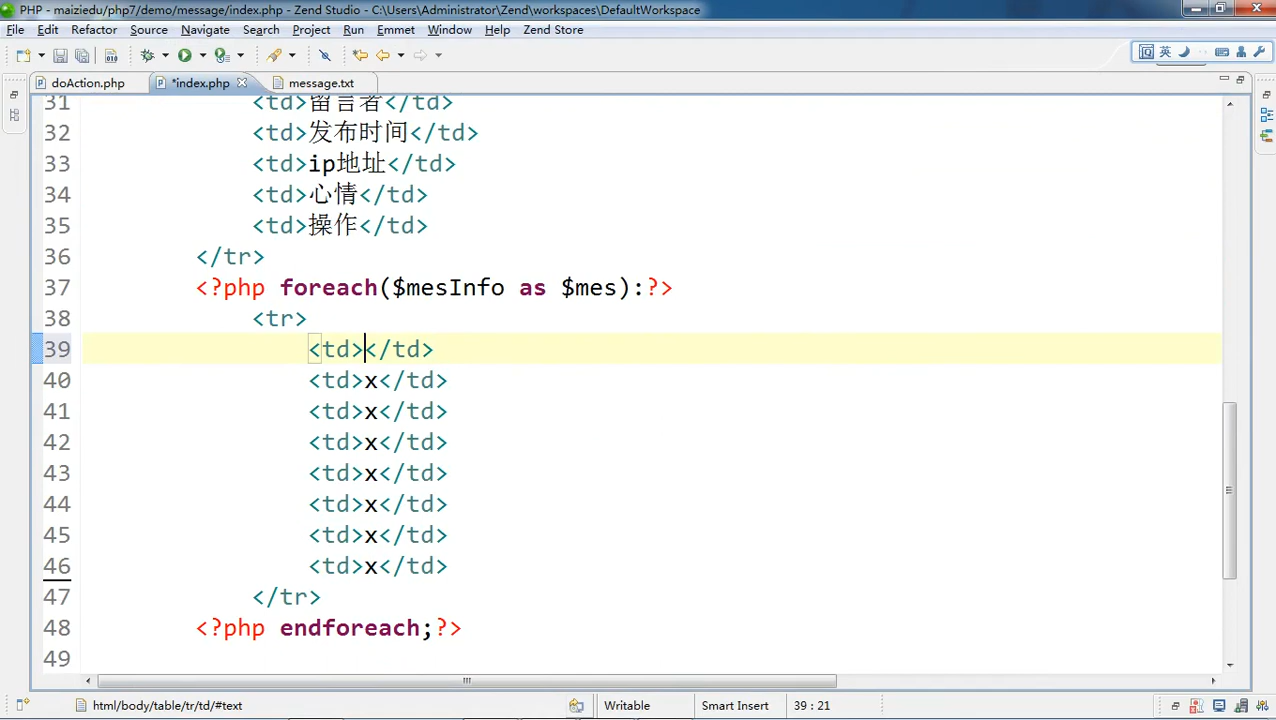 PHP - maiziedu/php7/demo/message/index.php - Zend Studio - C:\Users\Administrator\Zend\workspaces\DefaultWorkspace
File Edit Refactor Source Navigate Search Project Run Emmet Window Help Zend Store
英
doAction.php *index.php message.txt
31 <td>留言者</td>
32 <td>发布时间</td>
33 <td>ip地址</td>
34 <td>心情</td>
35 <td>操作</td>
36 </tr>
37 <?php foreach($mesInfo as $mes):?>
38 <tr>
39 <td></td>
40 <td>x</td>
41 <td>x</td>
42 <td>x</td>
43 <td>x</td>
44 <td>x</td>
45 <td>x</td>
46 <td>x</td>
47 </tr>
48 <?php endforeach;?>
49
html/body/table/tr/td/#text Writable Smart Insert 39 : 21